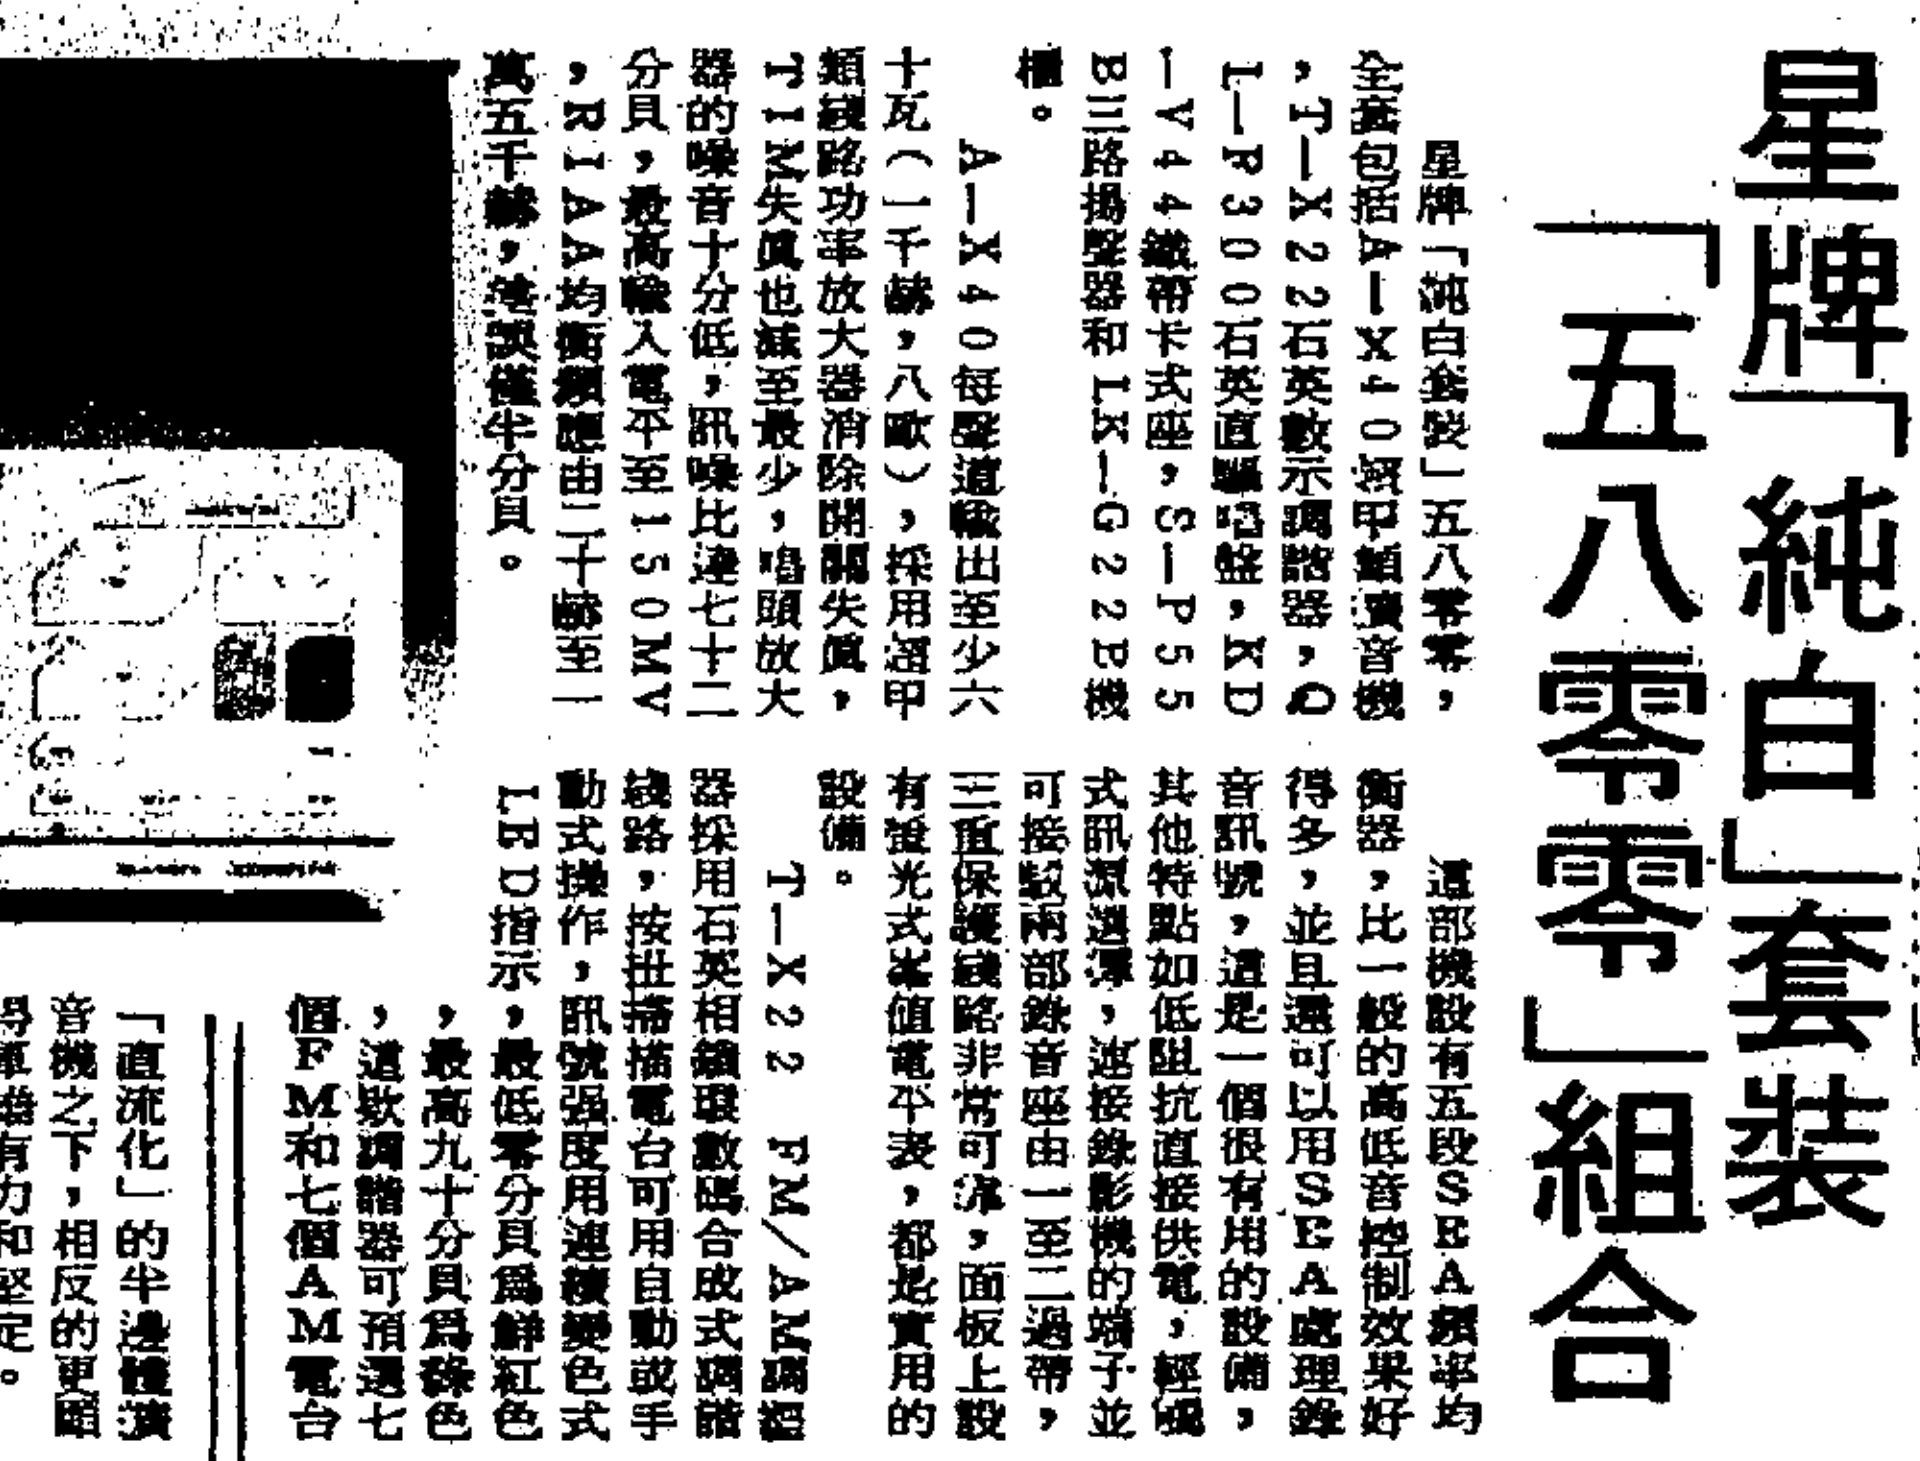 星牌「純白」套裝
「五八零零」組合
星牌「純白套裝」五八零零，
全套包括A—X40超甲類擴音機
，T—X22石英數示調諧器，Q
L—F300石英直驅唱盤，KD
—V44鐵帶卡式座，S—P55
B三路揚聲器和LK—G22B機
櫃。
A—X40每聲道輸出至少六
十瓦（一千赫，八歐），採用超甲
類綫路功率放大器消除開關失眞，
TIM失眞也減至最少，唱頭放大
器的噪音十分低，訊噪比達七十二
分貝，最高輸入電平至150MV
，RIAA均衡頻應由二十赫至一
萬五千赫，誤僅半分貝。
這部機設有五段SEA頻率均
衡器，比一般的高低音控制效果好
得多，並且還可以用SEA處理錄
音訊號，這是一個很有用的設備，
其他特點如低阻抗直接供電，輕觸
式訊源選擇，連接錄影機的端子並
可接駁兩部錄音座由一至二過帶，
三重保護綫路非常可靠，面板上設
有螢光式峯值電平表，都是實用的
設備。
T—X22 FM/AM調諧
器採用石英相鎖環數碼合成式調諧
綫路，按掣掃描電台可用自動或手
動式操作，訊號强度用連續變色式
LED指示，最低零分貝爲鮮紅色
，最高九十分貝爲綠色
，這欵調諧器可預選七
個FM和七個AM電台
「直流化」的半邊體擴
音機之下，相反的更顯
得單雄有力和堅定。